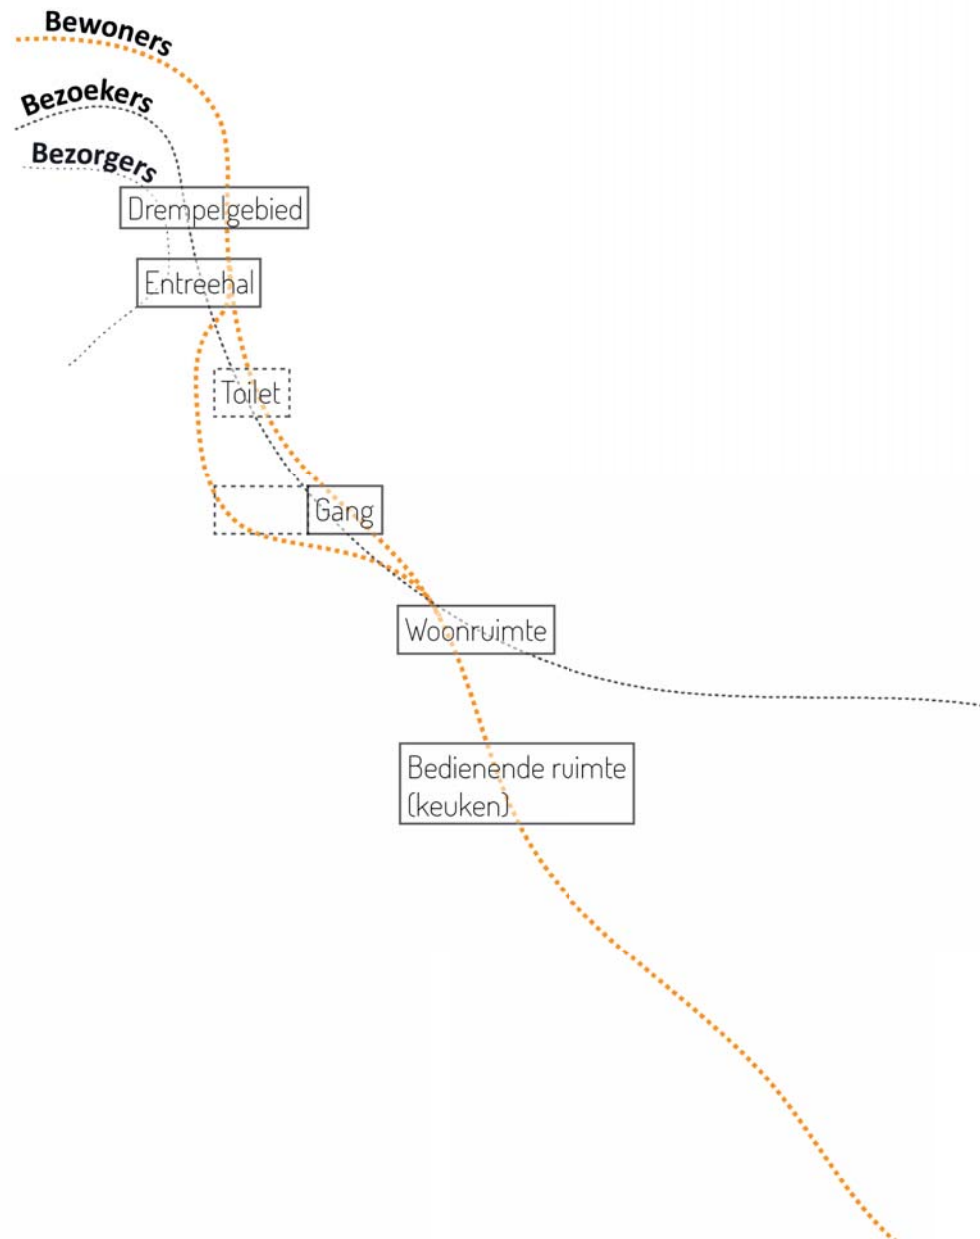 Bewoners
Bezoekers
Bezorgers
Drempelgebied
Entreehal
Toilet
Gang
Woonruimte
Bedienende ruimte
(keuken)